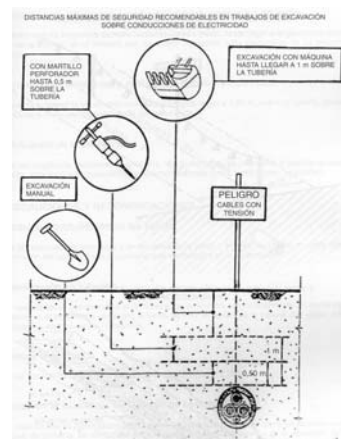 DISTANCIAS MÁXIMAS DE SEGURIDAD RECOMENDABLES EN TRABAJOS DE EXCAVACIÓN
SOBRE CONDUCCIONES DE ELECTRICIDAD
CON MARTILLO
PERFORADOR
HASTA 0,5 m
SOBRE LA
TUBERÍA
EXCAVACIÓN CON MÁQUINA
HASTA LLEGAR A 1 m SOBRE
LA TUBERÍA
EXCAVACIÓN
MANUAL
PELIGRO
CABLES CON
TENSIÓN
1 m
0,50 m